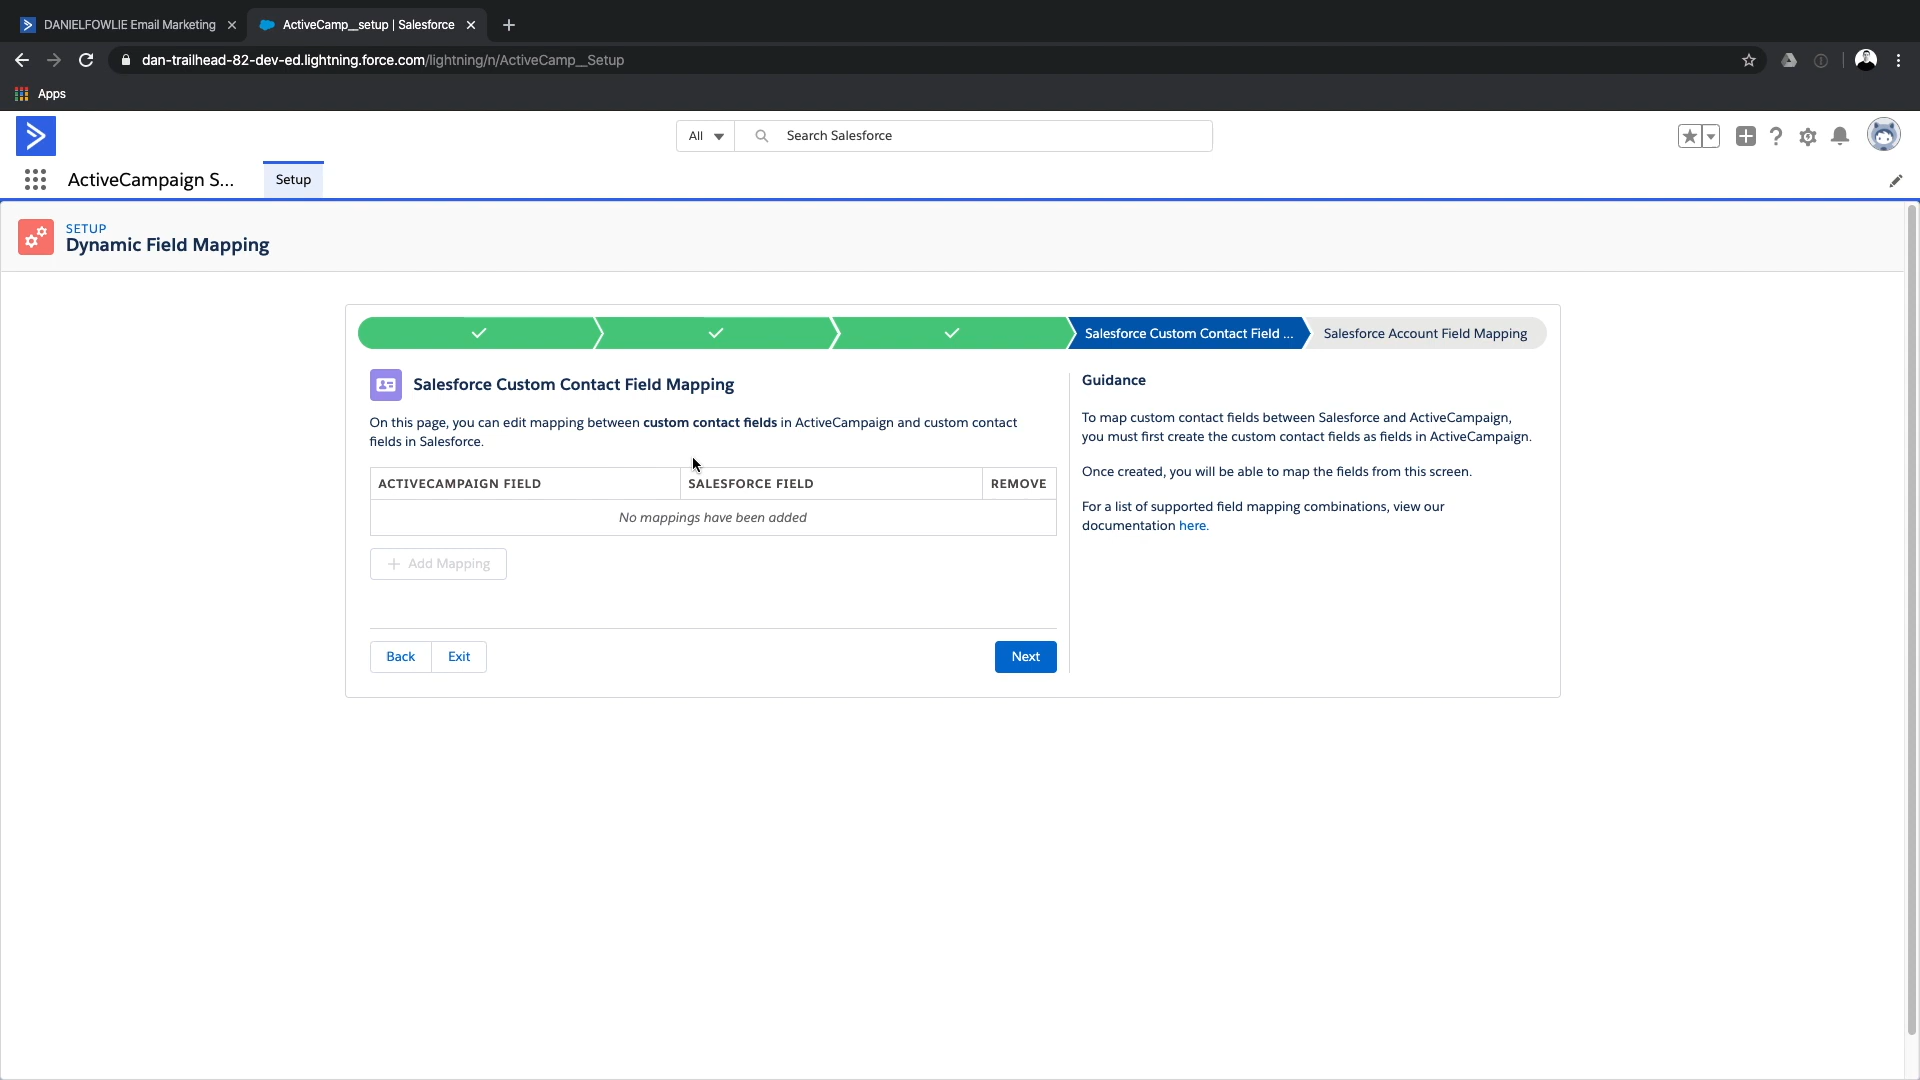 DANIELFOWLIE Email Marketing
ActiveCamp__setup | Salesforce
dan-trailhead-82-dev-ed.lightning.force.com/lightning/n/ActiveCamp__Setup
Apps
All
Search Salesforce
ActiveCampaign S...
Setup
SETUP
Dynamic Field Mapping
Salesforce Custom Contact Field ...
Salesforce Account Field Mapping
Salesforce Custom Contact Field Mapping
On this page, you can edit mapping between custom contact fields in ActiveCampaign and custom contact
fields in Salesforce.
ACTIVECAMPAIGN FIELD
SALESFORCE FIELD
REMOVE
No mappings have been added
Add Mapping
Back
Exit
Next
Guidance
To map custom contact fields between Salesforce and ActiveCampaign,
you must first create the custom contact fields as fields in ActiveCampaign.
Once created, you will be able to map the fields from this screen.
For a list of supported field mapping combinations, view our
documentation here.